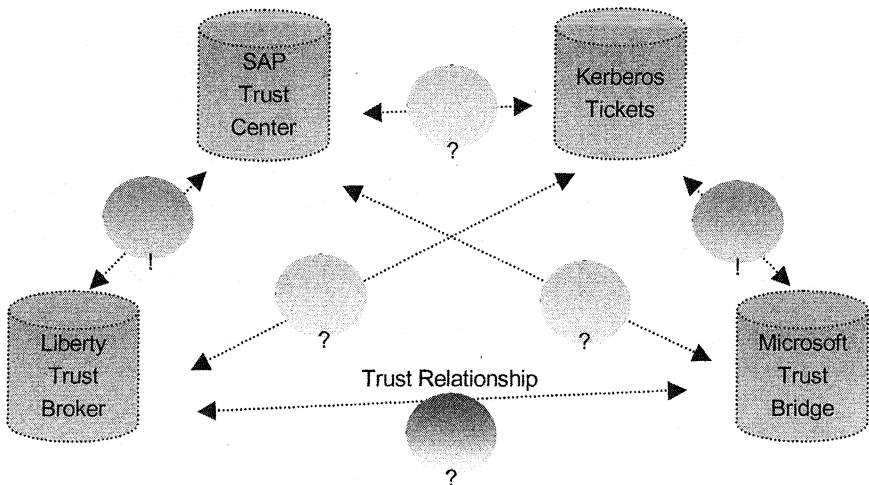 SAP
Trust
Center
Kerberos
Tickets
?
!
!
?
?
Liberty
Trust
Broker
Trust Relationship
Microsoft
Trust
Bridge
?